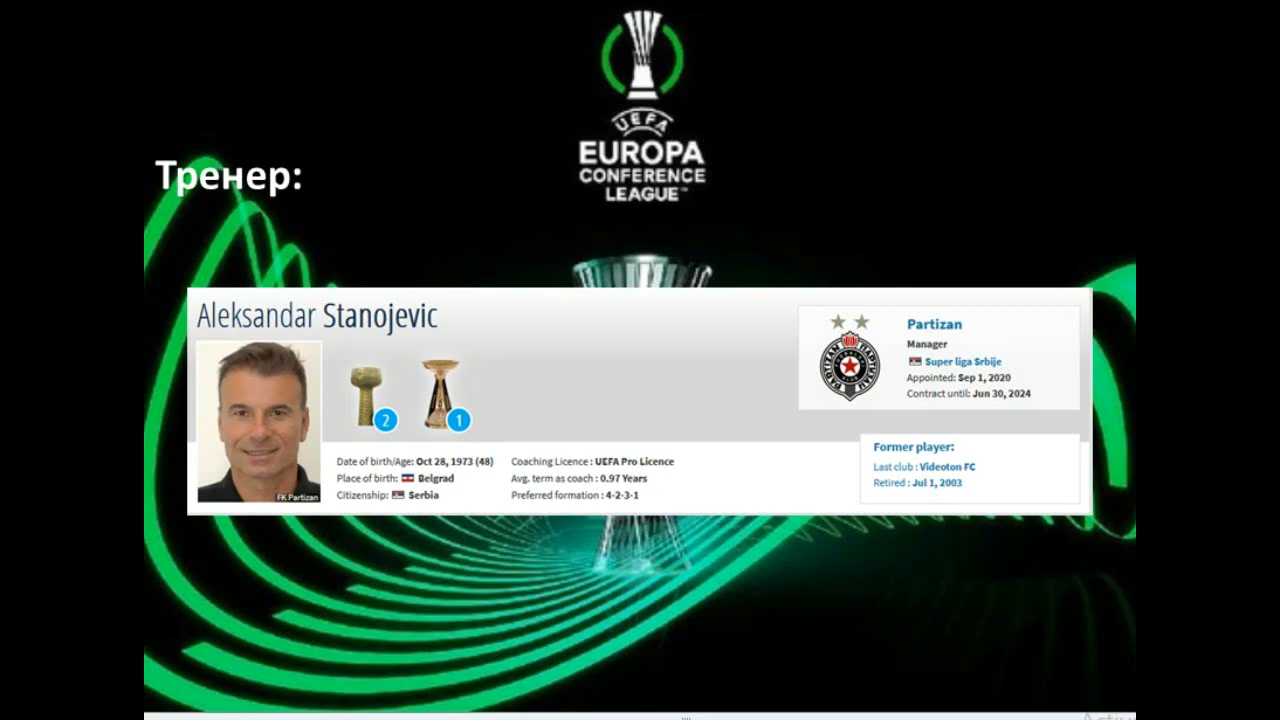 UEFA
EUROPA
CONFERENCE
LEAGUE™
Тренер:
Aleksandar Stanojevic
2
1
FK Partizan
Date of birth/Age: Oct 28, 1973 (48)
Place of birth: Belgrad
Citizenship: Serbia
Coaching Licence : UEFA Pro Licence
Avg. term as coach : 0.97 Years
Preferred formation : 4-2-3-1
Partizan
Manager
Super liga Srbije
Appointed: Sep 1, 2020
Contract until: Jun 30, 2024
Former player:
Last club : Videoton FC
Retired : Jul 1, 2003